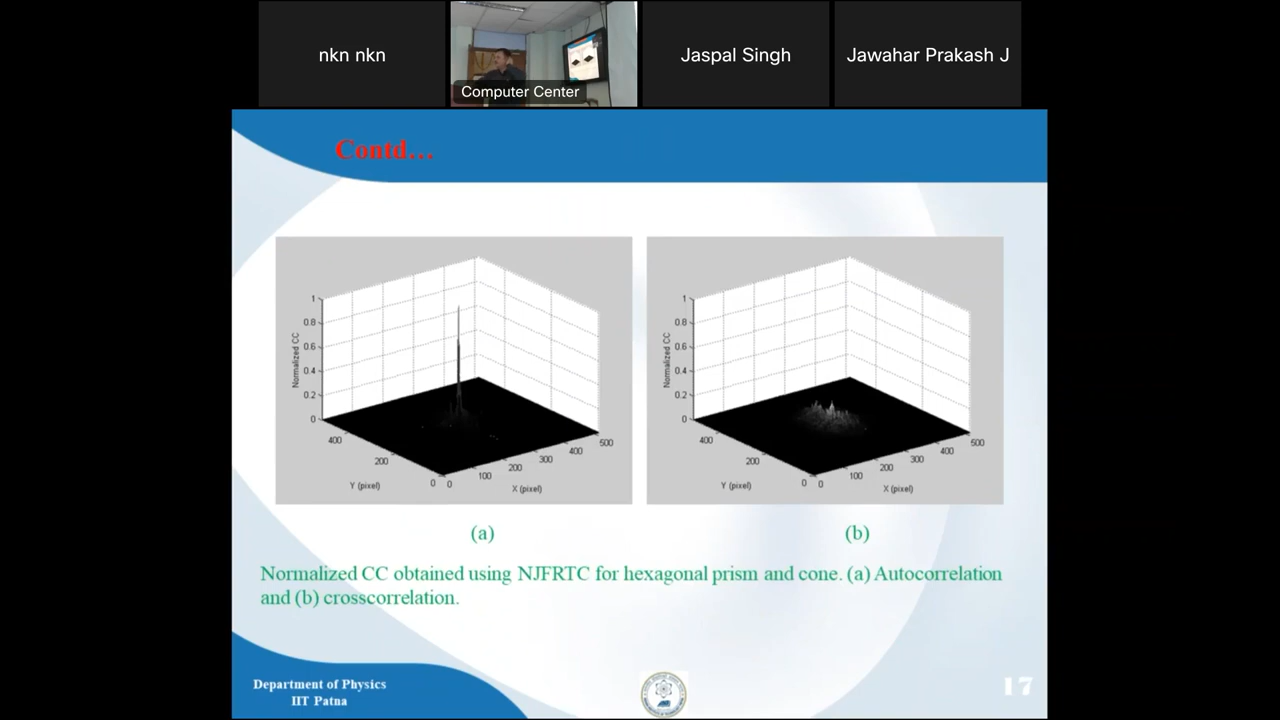 nkn nkn
Computer Center
Jaspal Singh
Jawahar Prakash J
Contd...
1
0.8
0.6
0.4
0.2
0
Normalized CC
400
200
0
Y (pixel)
0
100
200
300
400
500
X (pixel)
1
0.8
0.6
0.4
0.2
0
Normalized CC
400
200
0
Y (pixel)
0
100
200
300
400
500
X (pixel)
(a)
(b)
Normalized CC obtained using NJFRTC for hexagonal prism and cone. (a) Autocorrelation
and (b) crosscorrelation.
Department of Physics
IIT Patna
17